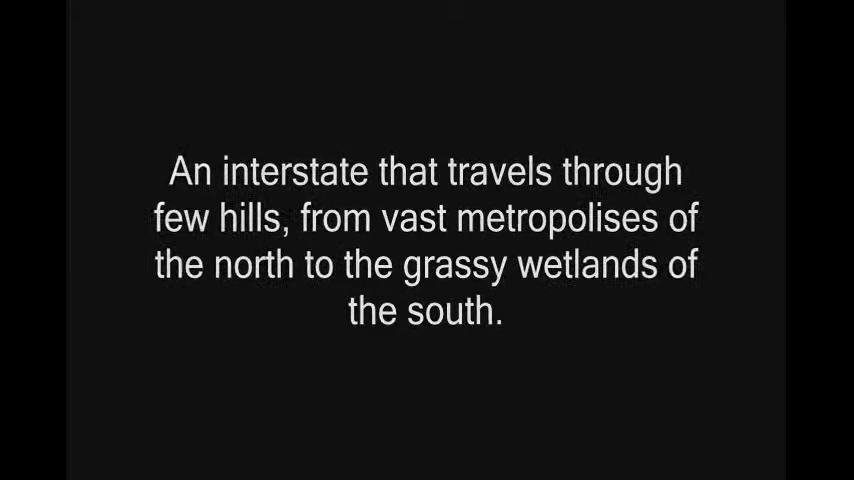 An interstate that travels through
few hills, from vast metropolises of
the north to the grassy wetlands of
the south.